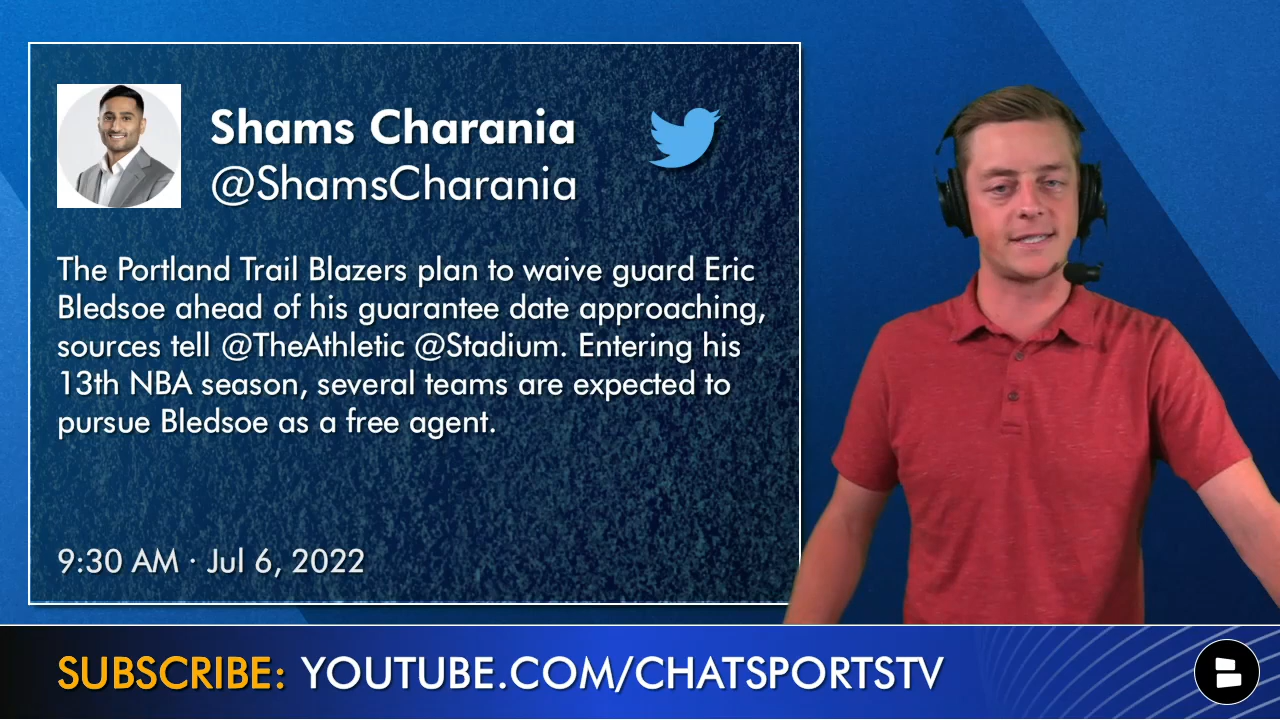 Shams Charania
@ShamsCharania
The Portland Trail Blazers plan to waive guard Eric
Bledsoe ahead of his guarantee date approaching,
sources tell @TheAthletic @Stadium. Entering his
13th NBA season, several teams are expected to
pursue Bledsoe as a free agent.
9:30 AM · Jul 6, 2022
SUBSCRIBE: YOUTUBE.COM/CHATSPORTSTV